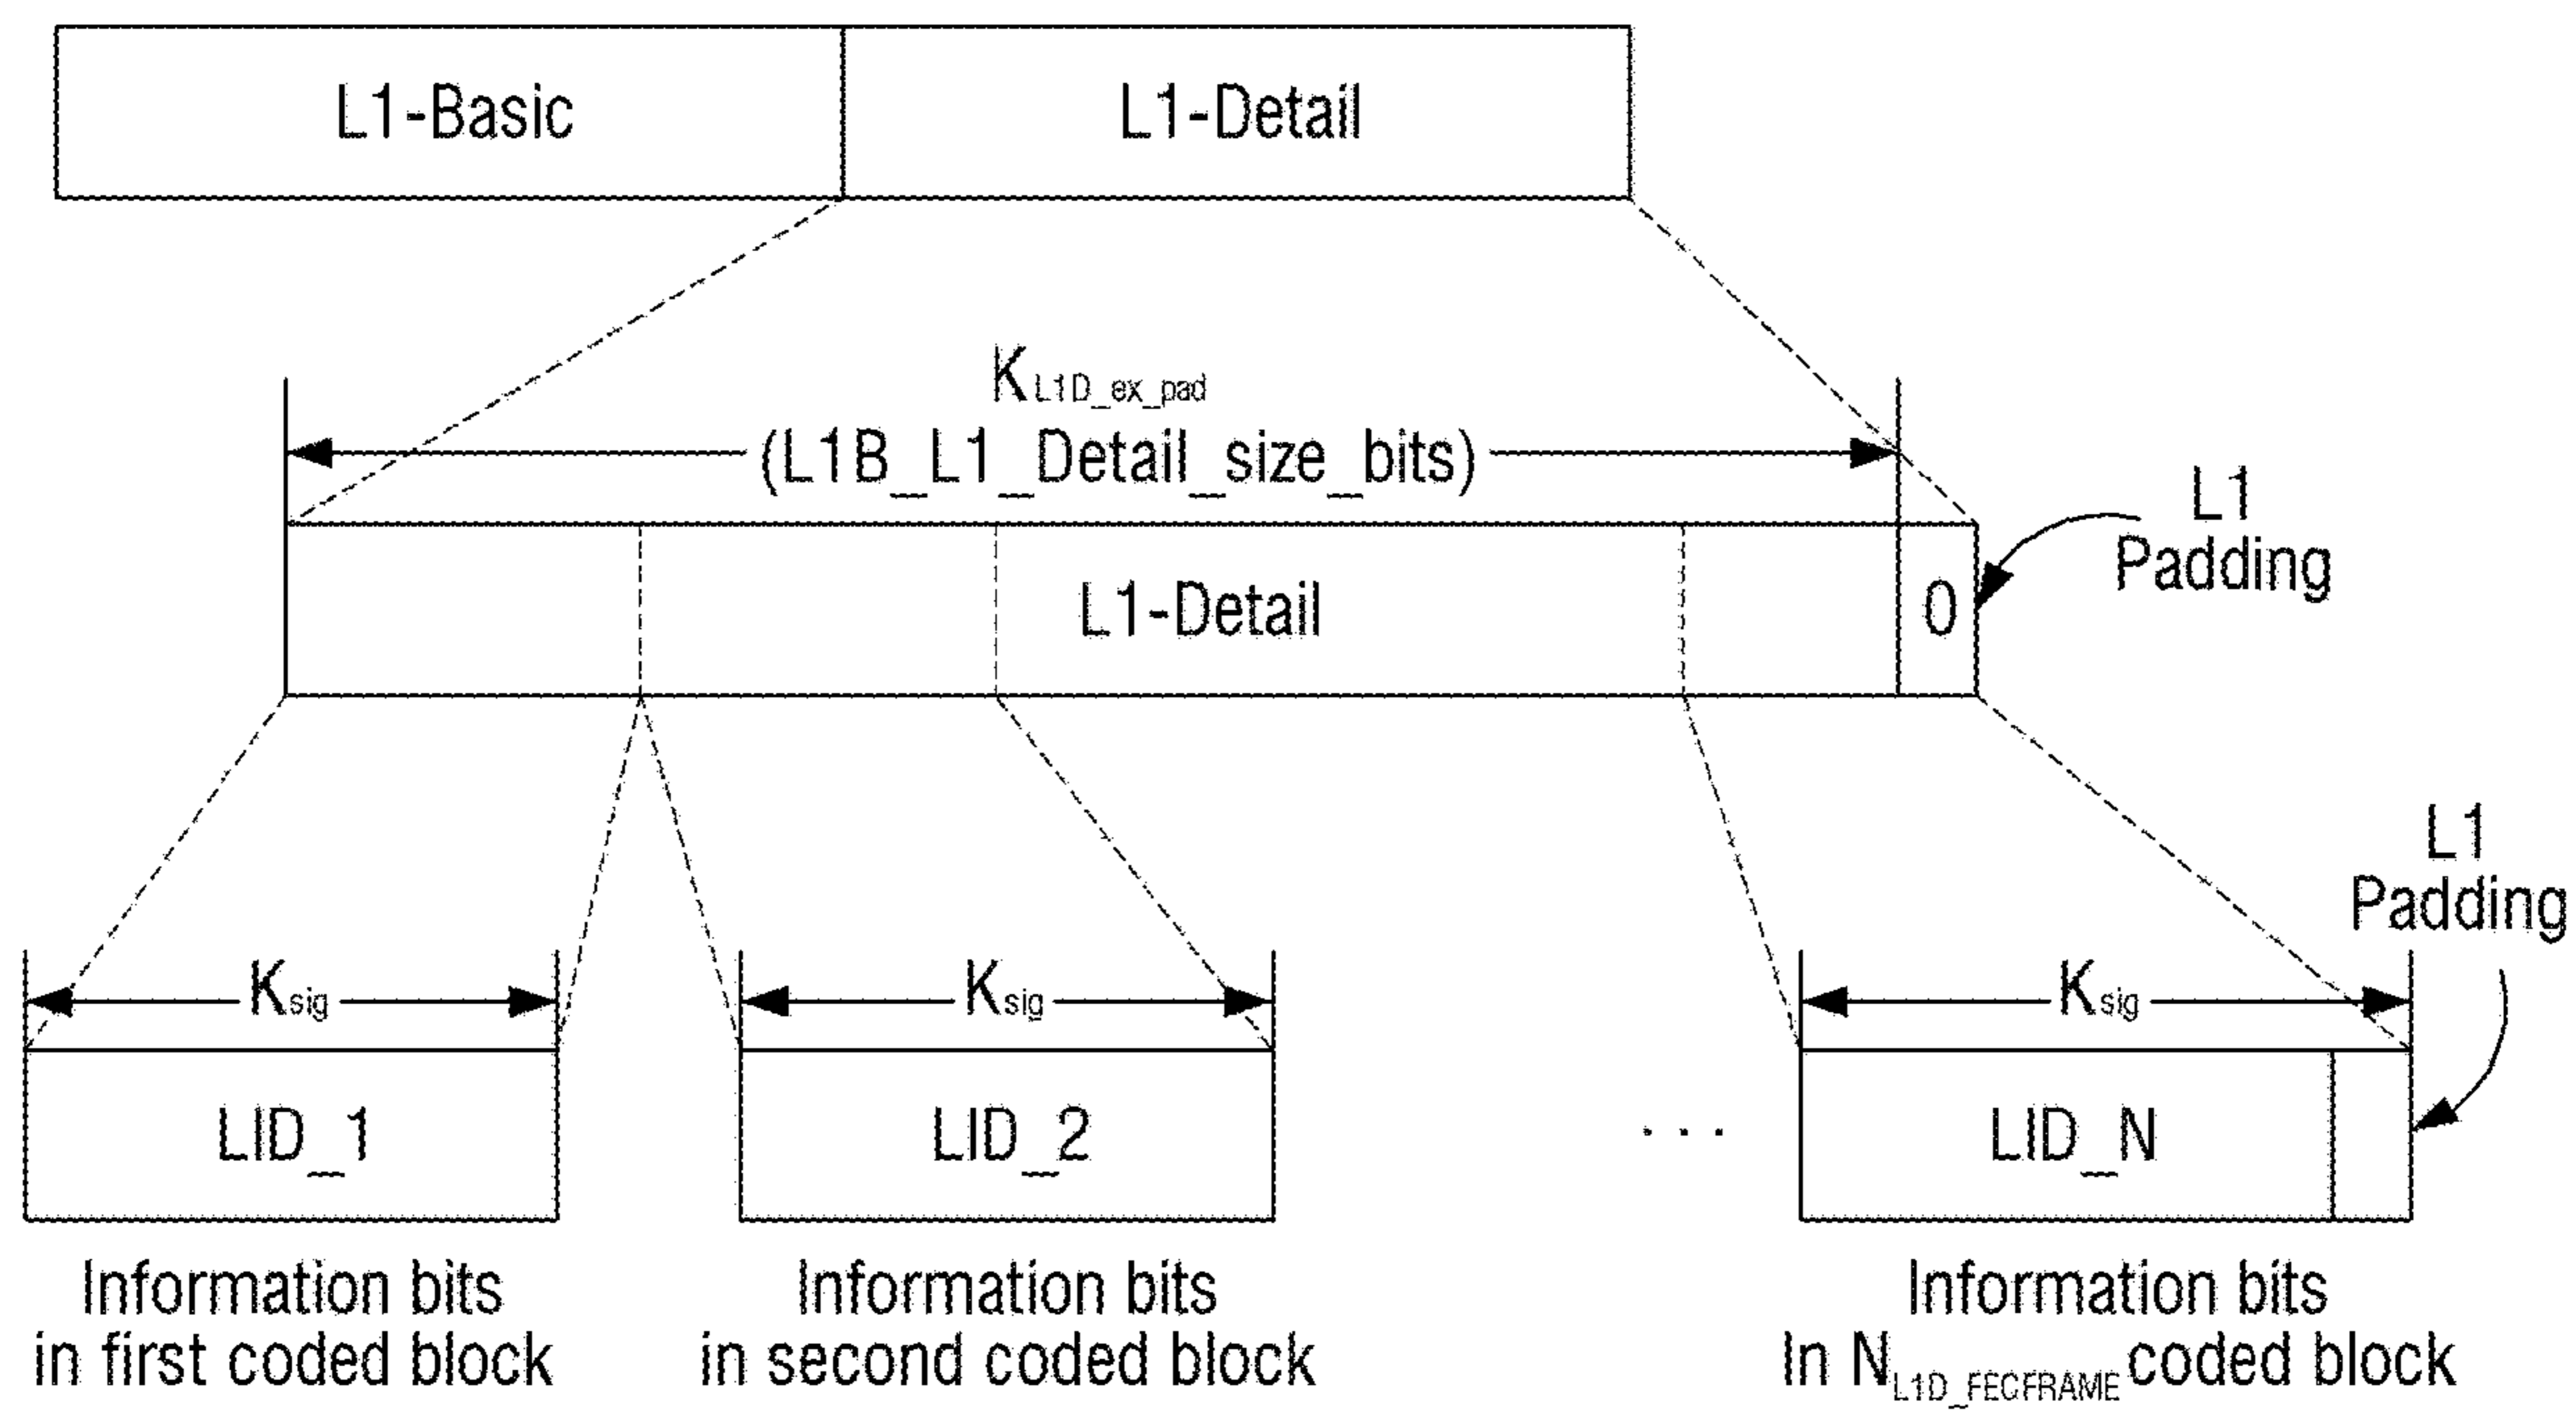 L1-Basic
L1-Detail
K L1D_ex_pad
(L1B_L1_Detail_size_bits)
L1
Padding
L1-Detail
0
L1
Padding
Ksig
Ksig
Ksig
LID_1
LID_2
. . .
LID_N
Information bits
in first coded block
Information bits
in second coded block
Information bits
In NL1D_FECFRAME coded block